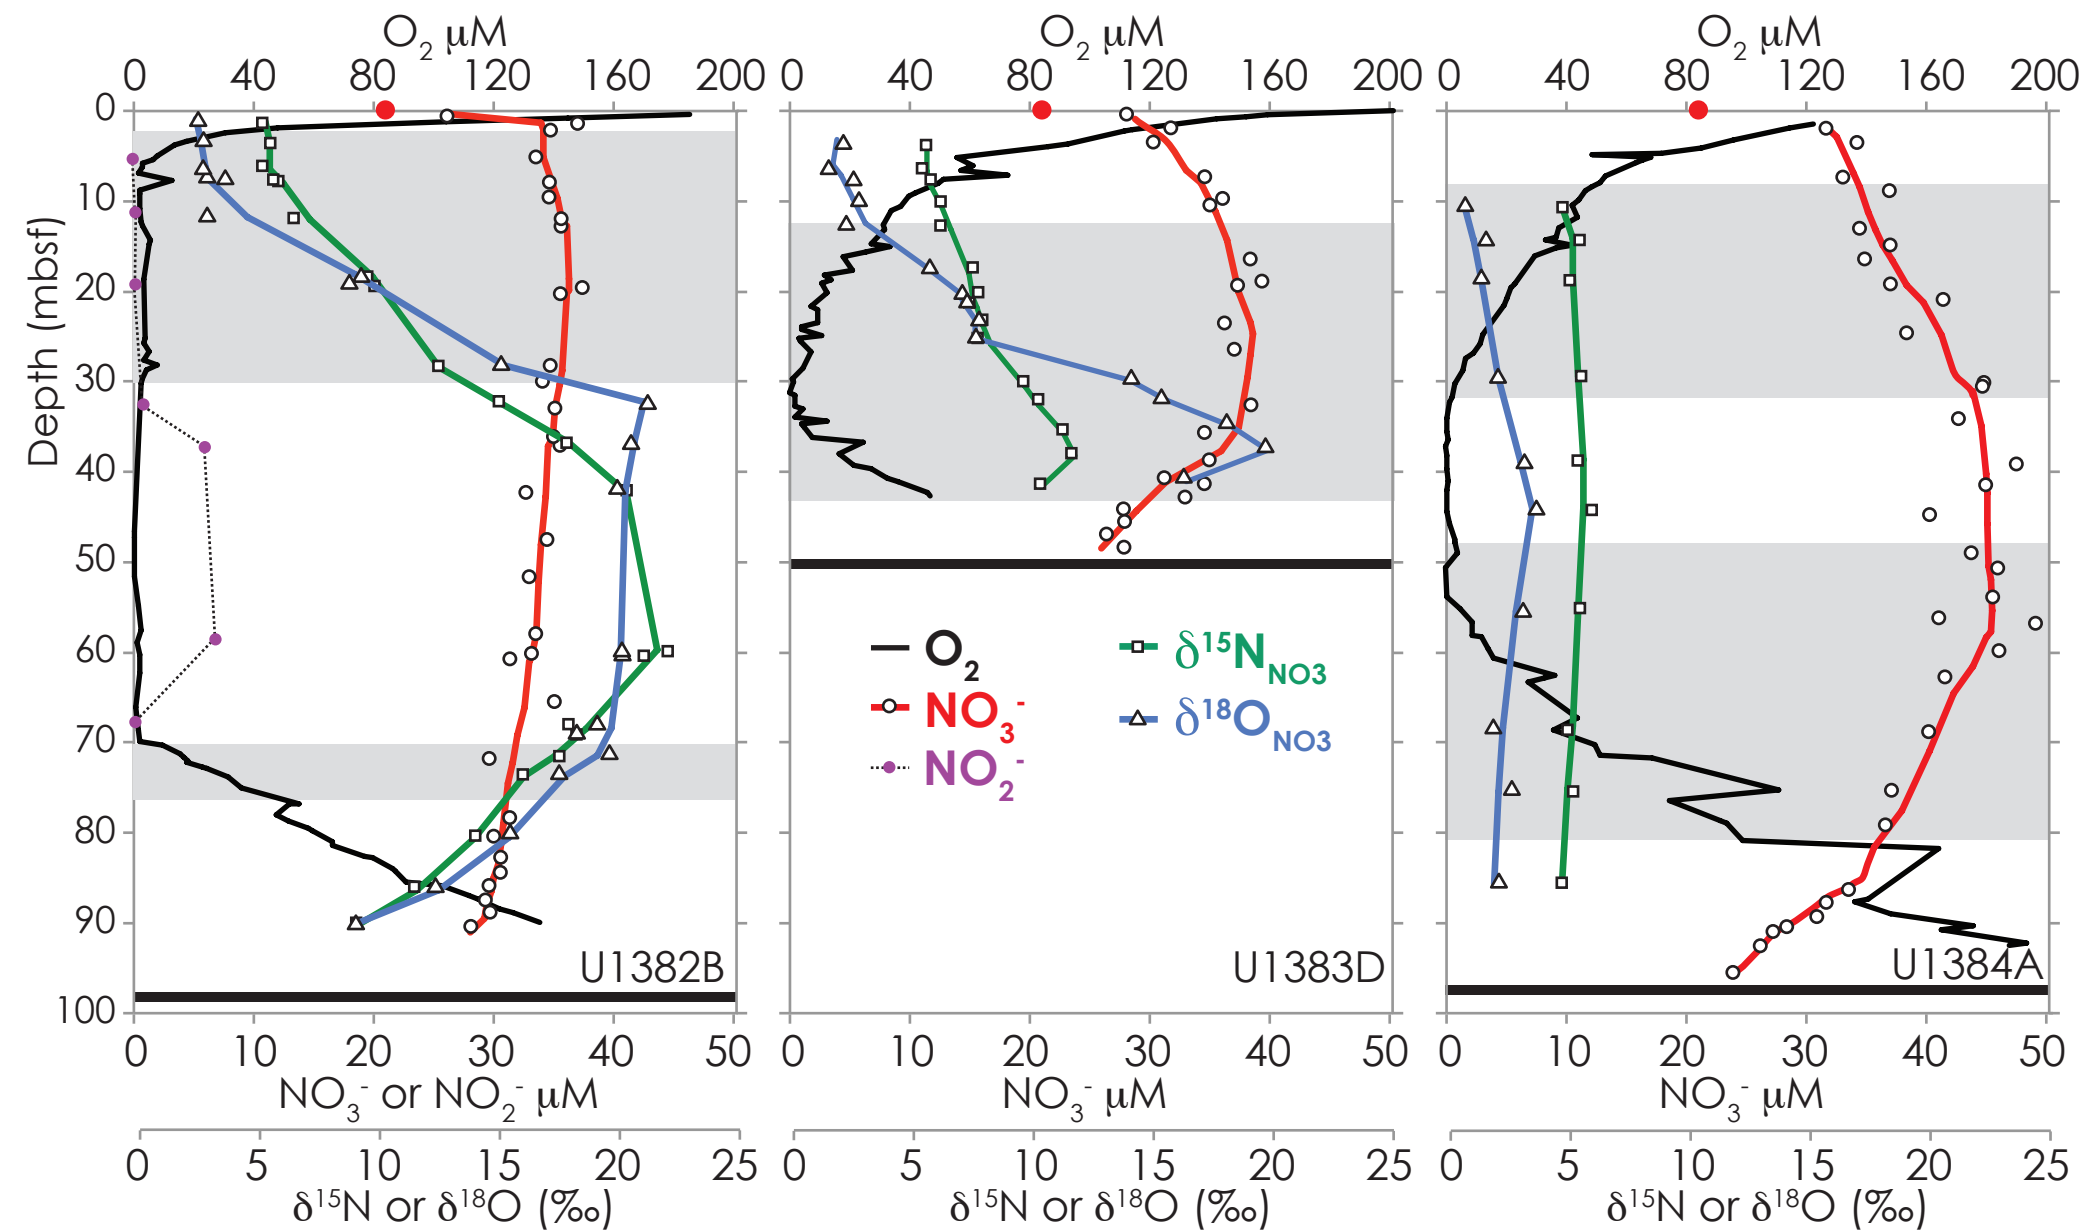 O₂ μM O₂ μM O₂ μM
0 40 80 120 160 200 0 40 80 120 160 200 0 40 80 120 160 200
Depth (mbsf)
0
10
20
30
40
50
60
70
80
90
100
O₂
NO₃⁻
NO₂⁻
δ¹⁵N NO3
δ¹⁸O NO3
U1382B U1383D U1384A
0 10 20 30 40 50 0 10 20 30 40 50 0 10 20 30 40 50
NO₃⁻ or NO₂⁻ μM NO₃⁻ μM NO₃⁻ μM
0 5 10 15 20 25 0 5 10 15 20 25 0 5 10 15 20 25
δ¹⁵N or δ¹⁸O (‰) δ¹⁵N or δ¹⁸O (‰) δ¹⁵N or δ¹⁸O (‰)